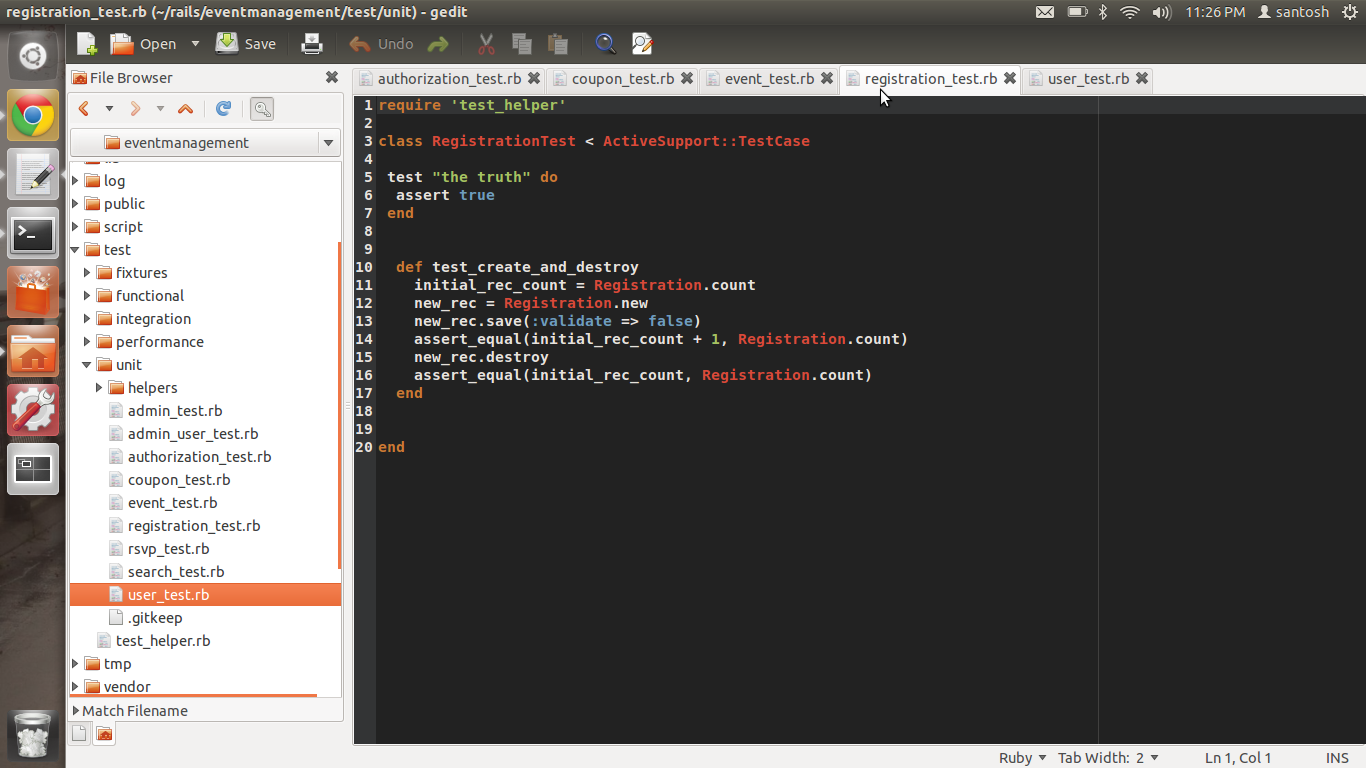 registration_test.rb (~/rails/eventmanagement/test/unit) - gedit
11:26 PM santosh
Open Save Undo
File Browser
eventmanagement
log
public
script
test
fixtures
functional
integration
performance
unit
helpers
admin_test.rb
admin_user_test.rb
authorization_test.rb
coupon_test.rb
event_test.rb
registration_test.rb
rsvp_test.rb
search_test.rb
user_test.rb
.gitkeep
test_helper.rb
tmp
vendor
Match Filename
authorization_test.rb coupon_test.rb event_test.rb registration_test.rb user_test.rb
1 require 'test_helper'
2
3 class RegistrationTest < ActiveSupport::TestCase
4
5 test "the truth" do
6 assert true
7 end
8
9
10 def test_create_and_destroy
11 initial_rec_count = Registration.count
12 new_rec = Registration.new
13 new_rec.save(:validate => false)
14 assert_equal(initial_rec_count + 1, Registration.count)
15 new_rec.destroy
16 assert_equal(initial_rec_count, Registration.count)
17 end
18
19
20 end
Ruby Tab Width: 2 Ln 1, Col 1 INS